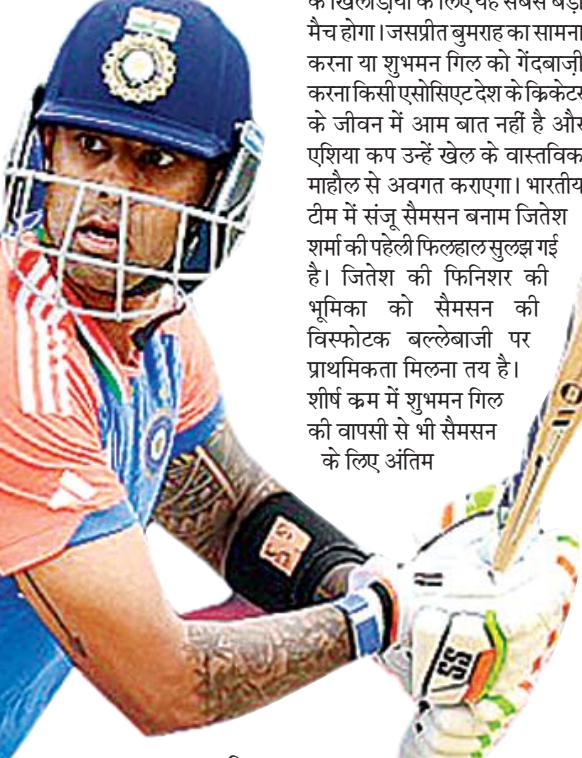 के खिलाड़ियों के लिए यह सबसे बड़ा
मैच होगा। जसप्रीत बुमराह का सामना
करना या शुभमन गिल को गेंदबाज़ी
करना किसी एसोसिएट देश के क्रिकेटर
के जीवन में आम बात नहीं है और
एशिया कप उन्हें खेल के वास्तविक
माहौल से अवगत कराएगा। भारतीय
टीम में संजू सैमसन बनाम जितेश
शर्मा की पहेली फिलहाल सुलझ गई
है। जितेश की फिनिशर की
भूमिका को सैमसन की
विस्फोटक बल्लेबाजी पर
प्राथमिकता मिलना तय है।
शीर्ष क्रम में शुभमन गिल
की वापसी से भी सैमसन
के लिए अंतिम
SS